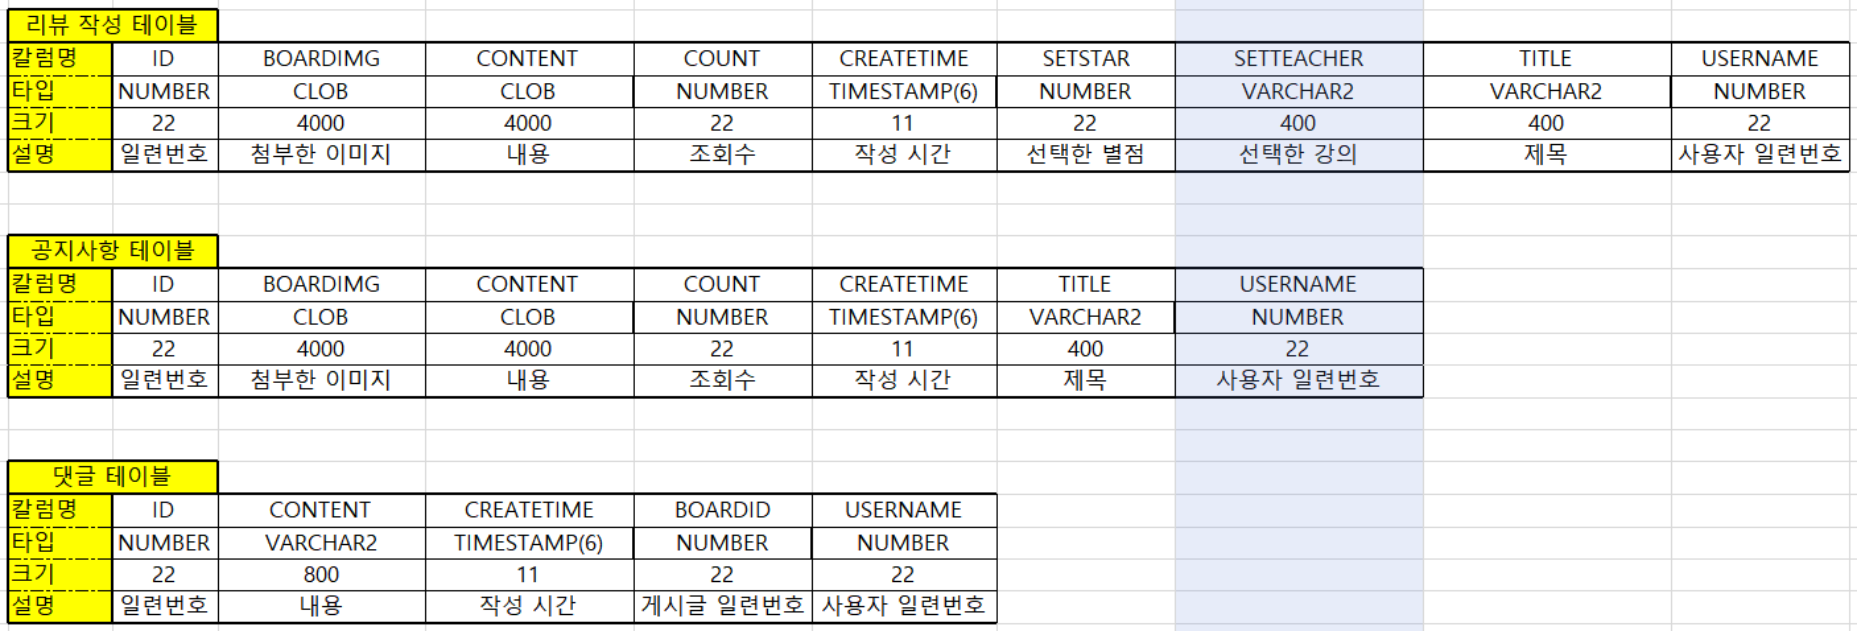 리뷰 작성 테이블
칼럼명 ID BOARDIMG CONTENT COUNT CREATETIME SETSTAR SETTEACHER TITLE USERNAME
타입 NUMBER CLOB CLOB NUMBER TIMESTAMP(6) NUMBER VARCHAR2 VARCHAR2 NUMBER
크기 22 4000 4000 22 11 22 400 400 22
설명 일련번호 첨부한 이미지 내용 조회수 작성 시간 선택한 별점 선택한 강의 제목 사용자 일련번호
공지사항 테이블
칼럼명 ID BOARDIMG CONTENT COUNT CREATETIME TITLE USERNAME
타입 NUMBER CLOB CLOB NUMBER TIMESTAMP(6) VARCHAR2 NUMBER
크기 22 4000 4000 22 11 400 22
설명 일련번호 첨부한 이미지 내용 조회수 작성 시간 제목 사용자 일련번호
댓글 테이블
칼럼명 ID CONTENT CREATETIME BOARDID USERNAME
타입 NUMBER VARCHAR2 TIMESTAMP(6) NUMBER NUMBER
크기 22 800 11 22 22
설명 일련번호 내용 작성 시간 게시글 일련번호 사용자 일련번호